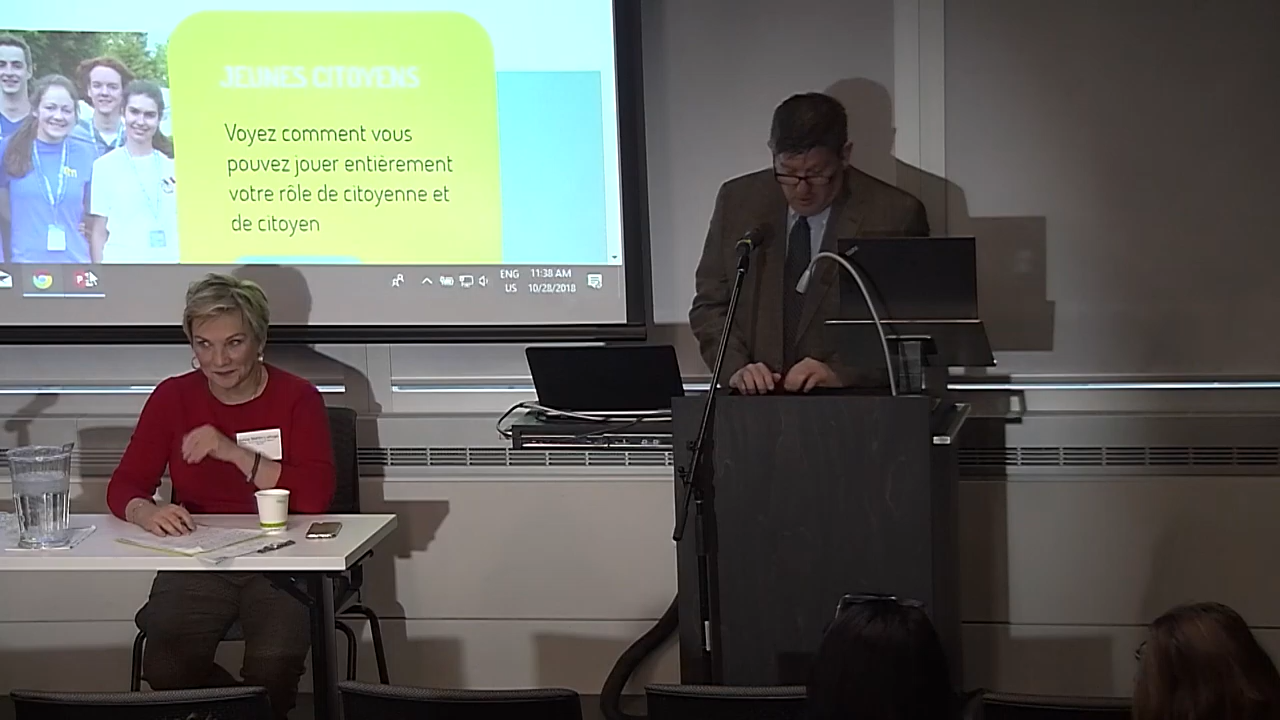 JEUNES CITOYENS
Voyez comment vous
pouvez jouer entièrement
votre rôle de citoyenne et
de citoyen
ENG 11:38 AM
US 10/28/2018